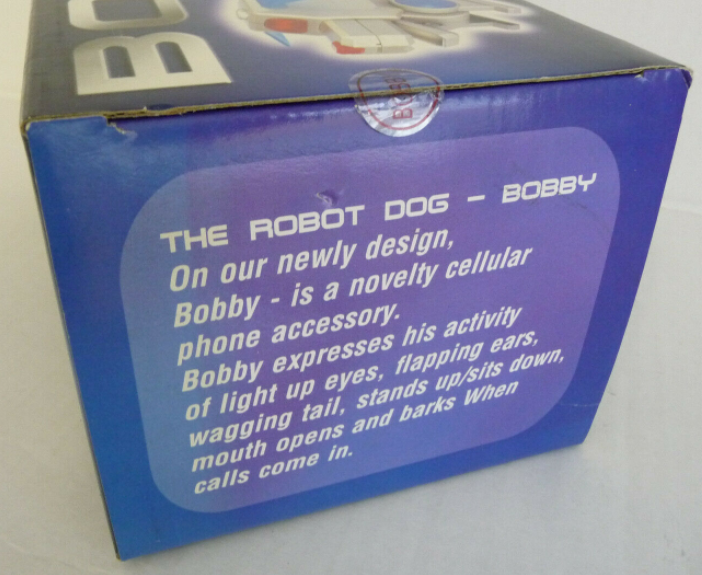 BO
THE ROBOT DOG - BOBBY
On our newly design,
Bobby - is a novelty cellular
phone accessory.
Bobby expresses his activity
of light up eyes, flapping ears,
wagging tail, stands up/sits down,
mouth opens and barks When
calls come in.